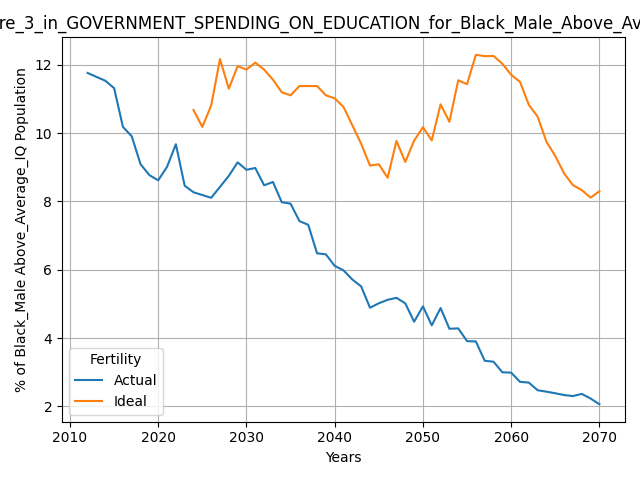 re_3_in_GOVERNMENT_SPENDING_ON_EDUCATION_for_Black_Male_Above_Av
% of Black_Male Above_Average_IQ Population
12
10
8
6
4
2
Fertility
Actual
Ideal
2010 2020 2030 2040 2050 2060 2070
Years